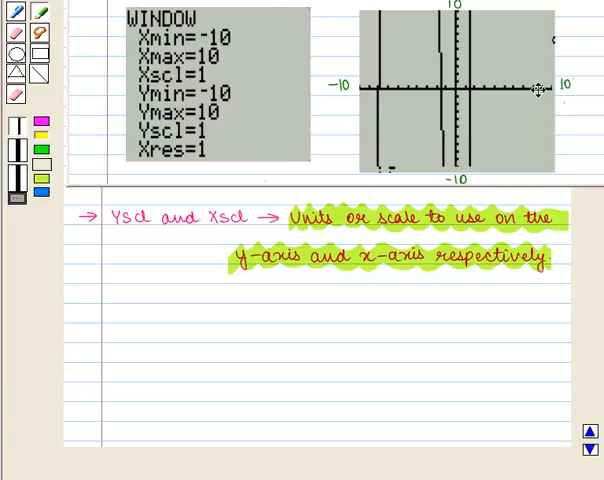 WINDOW
Xmin=-10
Xmax=10
Xscl=1
Ymin=-10
Ymax=10
Yscl=1
Xres=1
10
-10
10
-10
→ Yscl and Xscl → Units or scale to use on the
y-axis and x-axis respectively.